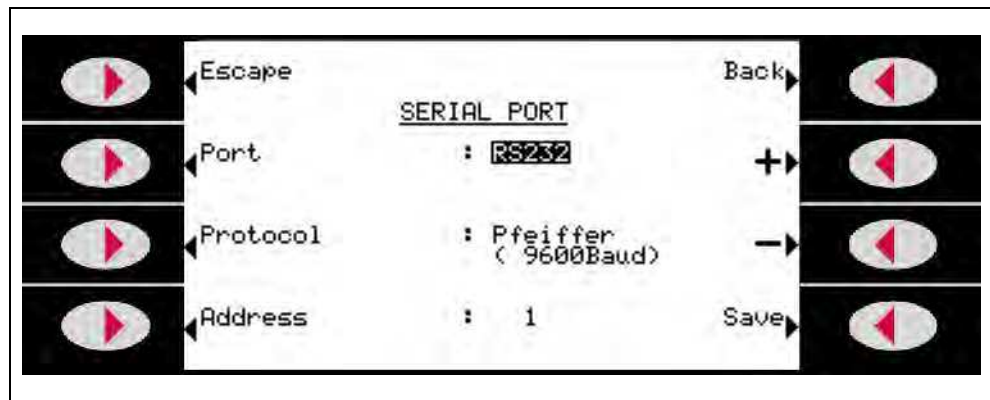 Escape Back
SERIAL PORT
Port : RS232 +
Protocol : Pfeiffer -
( 9600Baud)
Address : 1 Save